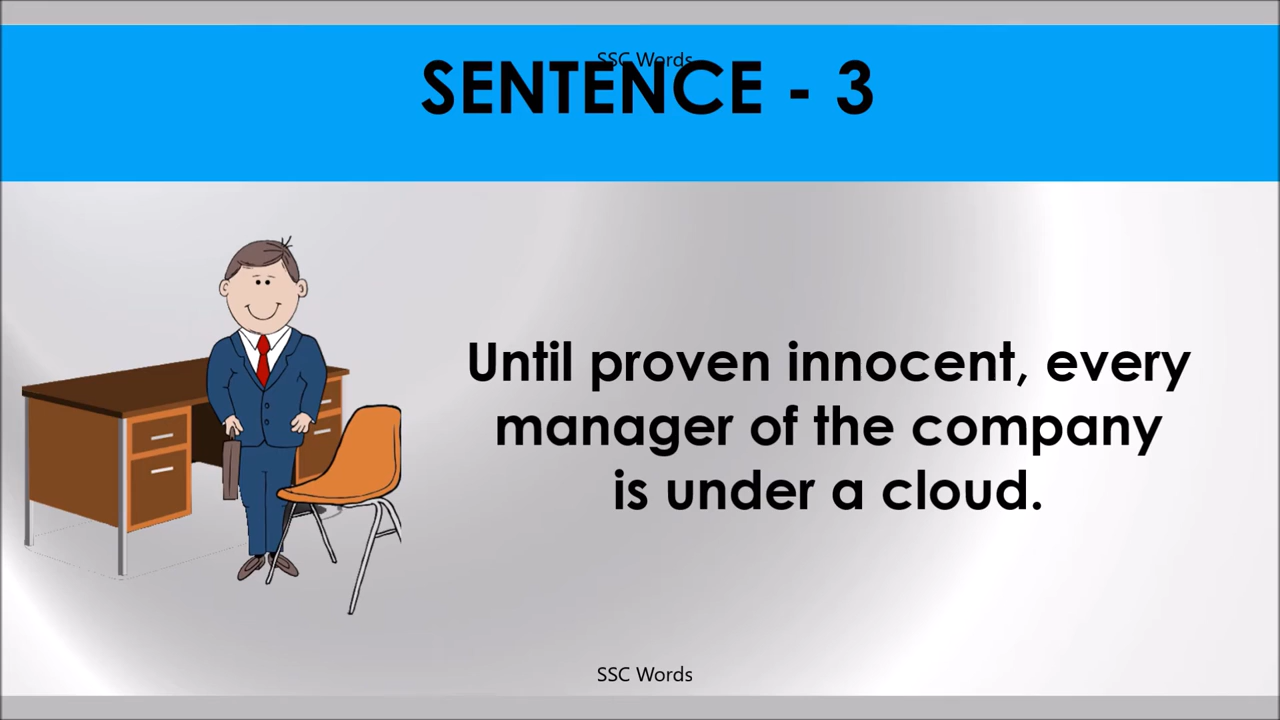 SSC Words
SENTENCE - 3
Until proven innocent, every
manager of the company
is under a cloud.
SSC Words